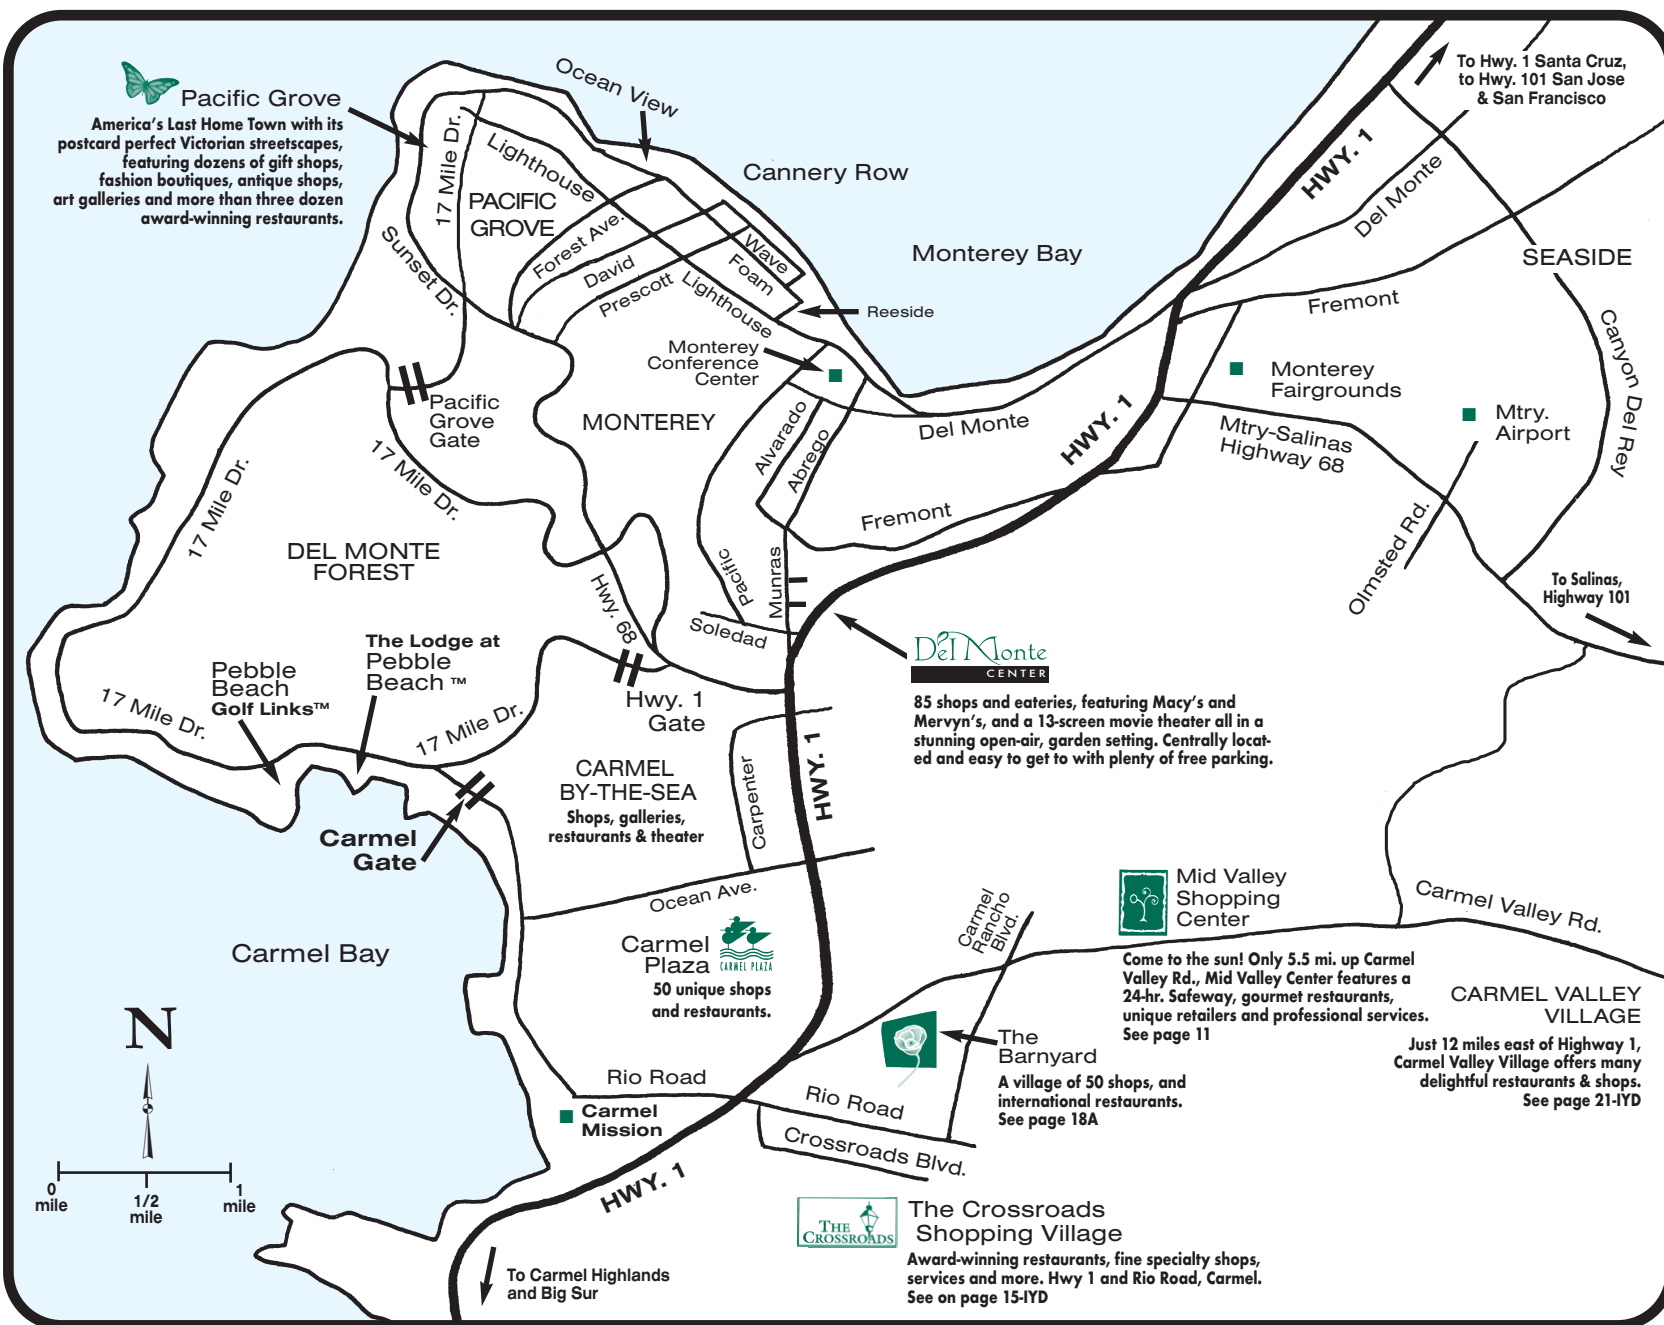 Pacific Grove
America's Last Home Town with its
postcard perfect Victorian streetscapes,
featuring dozens of gift shops,
fashion boutiques, antique shops,
art galleries and more than three dozen
award-winning restaurants.
Ocean View
Cannery Row
Monterey Bay
To Hwy. 1 Santa Cruz,
to Hwy. 101 San Jose
& San Francisco
HWY. 1
Del Monte
SEASIDE
Fremont
Canyon Del Rey
17 Mile Dr.
Lighthouse
PACIFIC
GROVE
Sunset Dr.
Forest Ave.
David
Prescott
Wave
Foam
Lighthouse
Reeside
Monterey
Conference
Center
Monterey
Fairgrounds
Mtry.
Airport
Mtry-Salinas
Highway 68
Olmsted Rd.
To Salinas,
Highway 101
Pacific
Grove
Gate
17 Mile Dr.
17 Mile Dr.
MONTEREY
Alvarado
Abrego
Del Monte
HWY. 1
Fremont
Pacific
Munras
Soledad
Hwy. 68
DEL MONTE
FOREST
The Lodge at
Pebble
Beach ™
Pebble
Beach
Golf Links™
17 Mile Dr.
17 Mile Dr.
Hwy. 1
Gate
Del Monte
CENTER
85 shops and eateries, featuring Macy's and
Mervyn's, and a 13-screen movie theater all in a
stunning open-air, garden setting. Centrally locat-
ed and easy to get to with plenty of free parking.
CARMEL
BY-THE-SEA
Shops, galleries,
restaurants & theater
Carpenter
HWY. 1
Carmel
Gate
Ocean Ave.
Carmel
Plaza
CARMEL PLAZA
50 unique shops
and restaurants.
Carmel Bay
Carmel
Rancho
Blvd.
Mid Valley
Shopping
Center
Come to the sun! Only 5.5 mi. up Carmel
Valley Rd., Mid Valley Center features a
24-hr. Safeway, gourmet restaurants,
unique retailers and professional services.
See page 11
Carmel Valley Rd.
CARMEL VALLEY
VILLAGE
Just 12 miles east of Highway 1,
Carmel Valley Village offers many
delightful restaurants & shops.
See page 21-IYD
The
Barnyard
A village of 50 shops, and
international restaurants.
See page 18A
N
0
mile
1/2
mile
1
mile
Rio Road
Carmel
Mission
Rio Road
Crossroads Blvd.
HWY. 1
THE
CROSSROADS
The Crossroads
Shopping Village
Award-winning restaurants, fine specialty shops,
services and more. Hwy 1 and Rio Road, Carmel.
See on page 15-IYD
To Carmel Highlands
and Big Sur